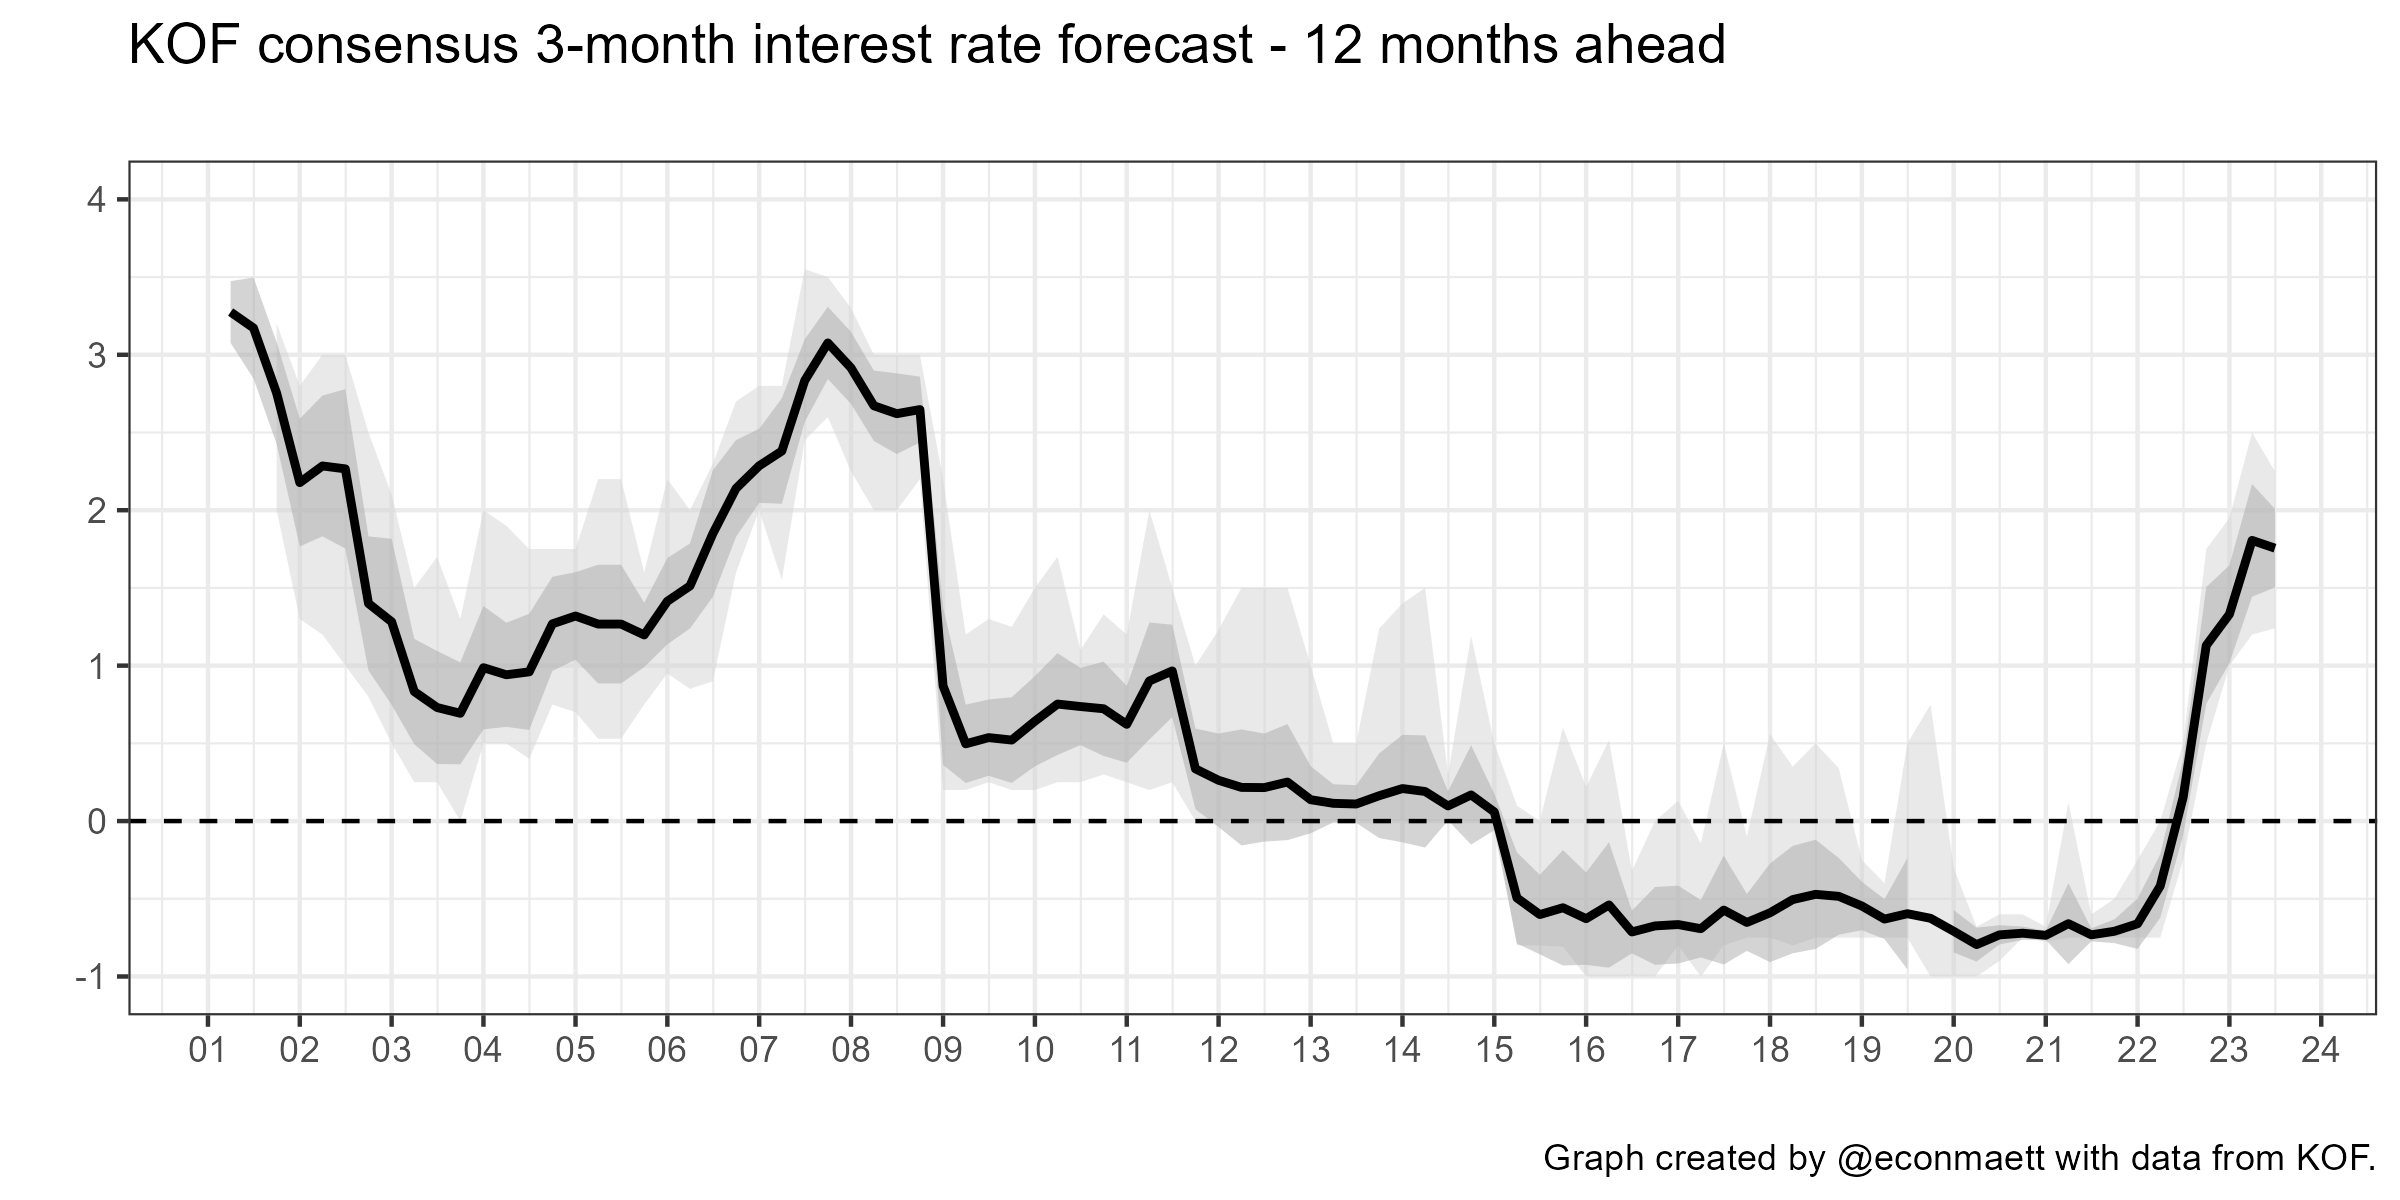 KOF consensus 3-month interest rate forecast - 12 months ahead
4
3
2
1
0
-1
01 02 03 04 05 06 07 08 09 10 11 12 13 14 15 16 17 18 19 20 21 22 23 24
Graph created by @econmaett with data from KOF.